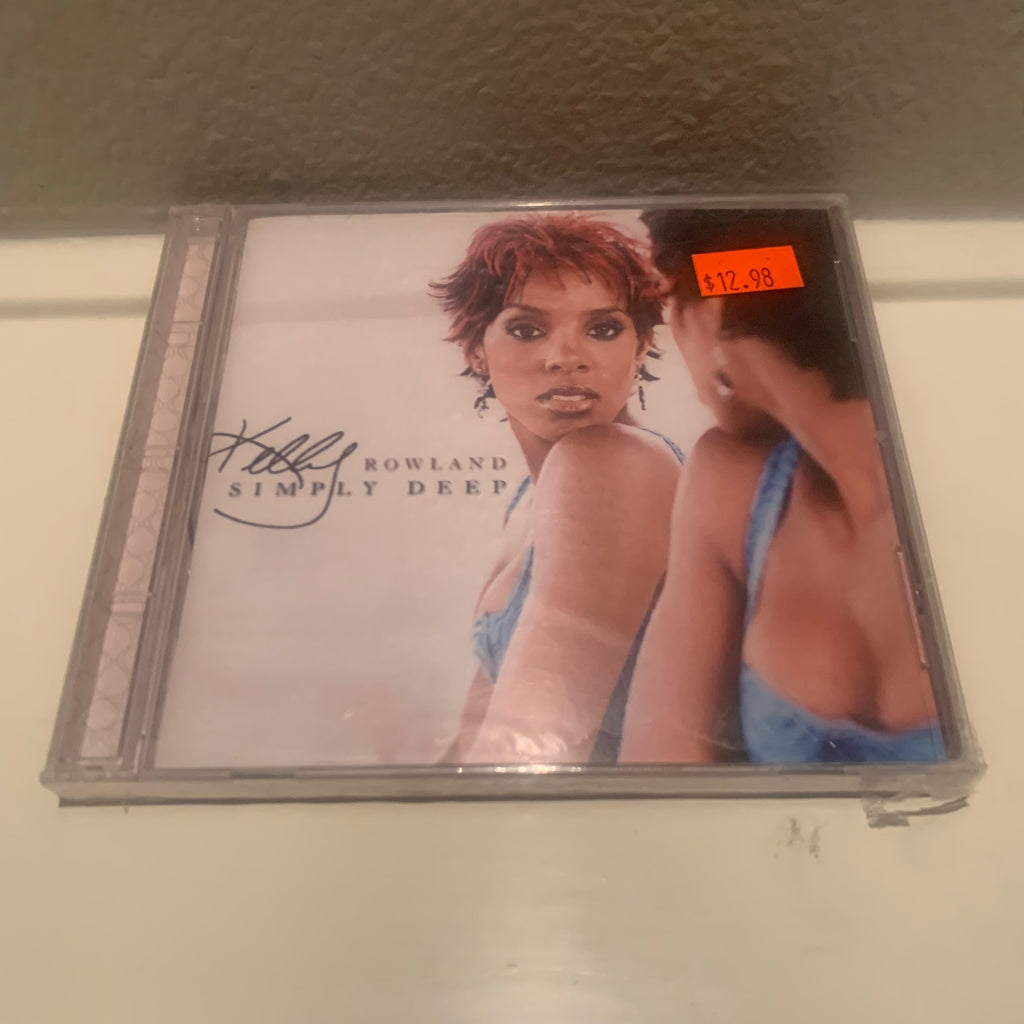 $12.98
Kelly ROWLAND
SIMPLY DEEP